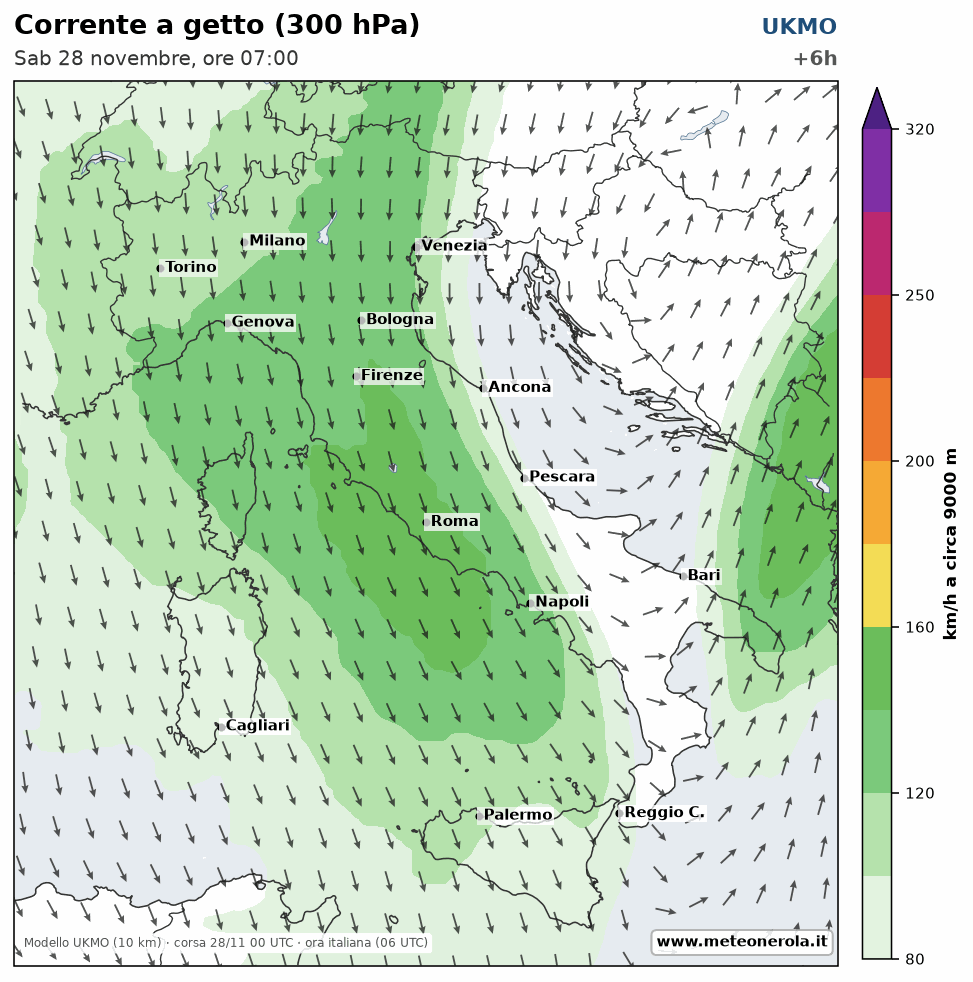 Corrente a getto (300 hPa)
UKMO
Sab 28 novembre, ore 07:00
+6h
Milano
Venezia
Torino
Genova
Bologna
Firenze
Ancona
Pescara
Roma
Bari
Napoli
Cagliari
Palermo
Reggio C.
320
250
200
160
120
80
km/h a circa 9000 m
Modello UKMO (10 km) · corsa 28/11 00 UTC · ora italiana (06 UTC)
www.meteonerola.it